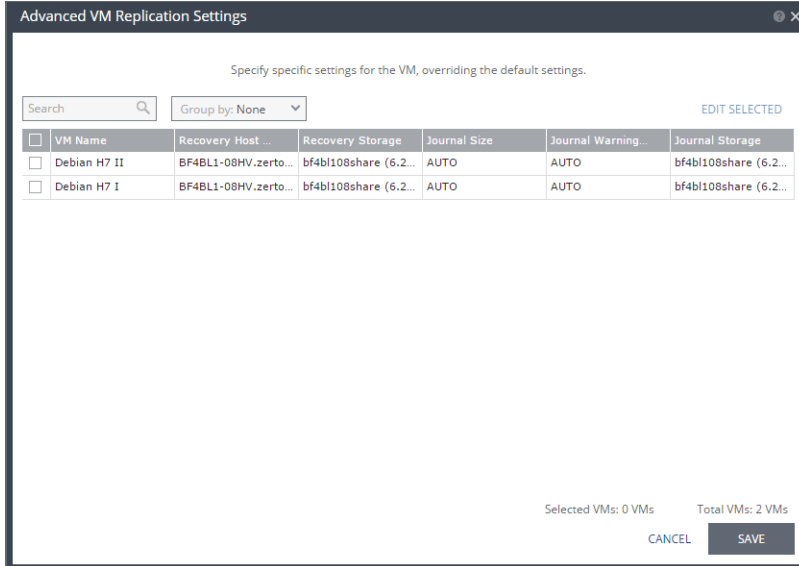 Advanced VM Replication Settings
Specify specific settings for the VM, overriding the default settings.
Search Group by: None EDIT SELECTED
VM Name Recovery Host ... Recovery Storage Journal Size Journal Warning... Journal Storage
Debian H7 II BF4BL1-08HV.zerto... bf4bl108share (6.2... AUTO AUTO bf4bl108share (6.2...
Debian H7 I BF4BL1-08HV.zerto... bf4bl108share (6.2... AUTO AUTO bf4bl108share (6.2...
Selected VMs: 0 VMs Total VMs: 2 VMs
CANCEL SAVE